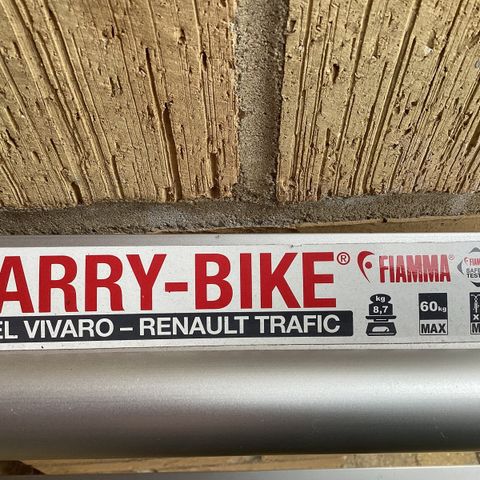 ARRY-BIKE® FIAMMA®
EL VIVARO – RENAULT TRAFIC
kg
8,7
60kg
MAX